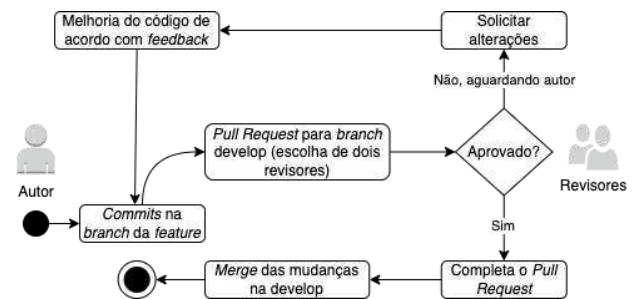 Melhoria do código de
acordo com feedback
Solicitar
alterações
Não, aguardando autor
Pull Request para branch
develop (escolha de dois
revisores)
Aprovado?
Autor
Revisores
Commits na
branch da feature
Sim
Merge das mudanças
na develop
Completa o Pull
Request